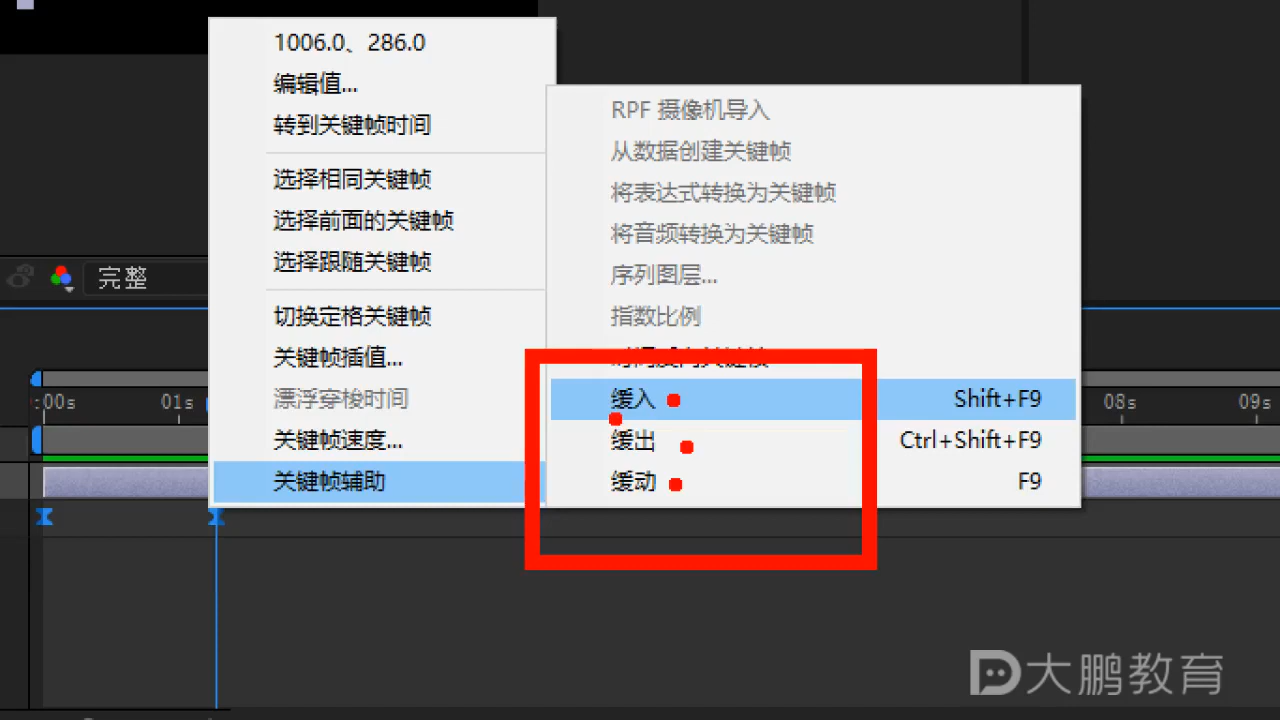 1006.0、286.0
编辑值...
转到关键帧时间
选择相同关键帧
选择前面的关键帧
选择跟随关键帧
切换定格关键帧
关键帧插值...
漂浮穿梭时间
关键帧速度...
关键帧辅助
RPF 摄像机导入
从数据创建关键帧
将表达式转换为关键帧
将音频转换为关键帧
序列图层...
指数比例
缓入 Shift+F9
缓出 Ctrl+Shift+F9
缓动 F9
完整
:00s 01s 08s 09s
大鹏教育